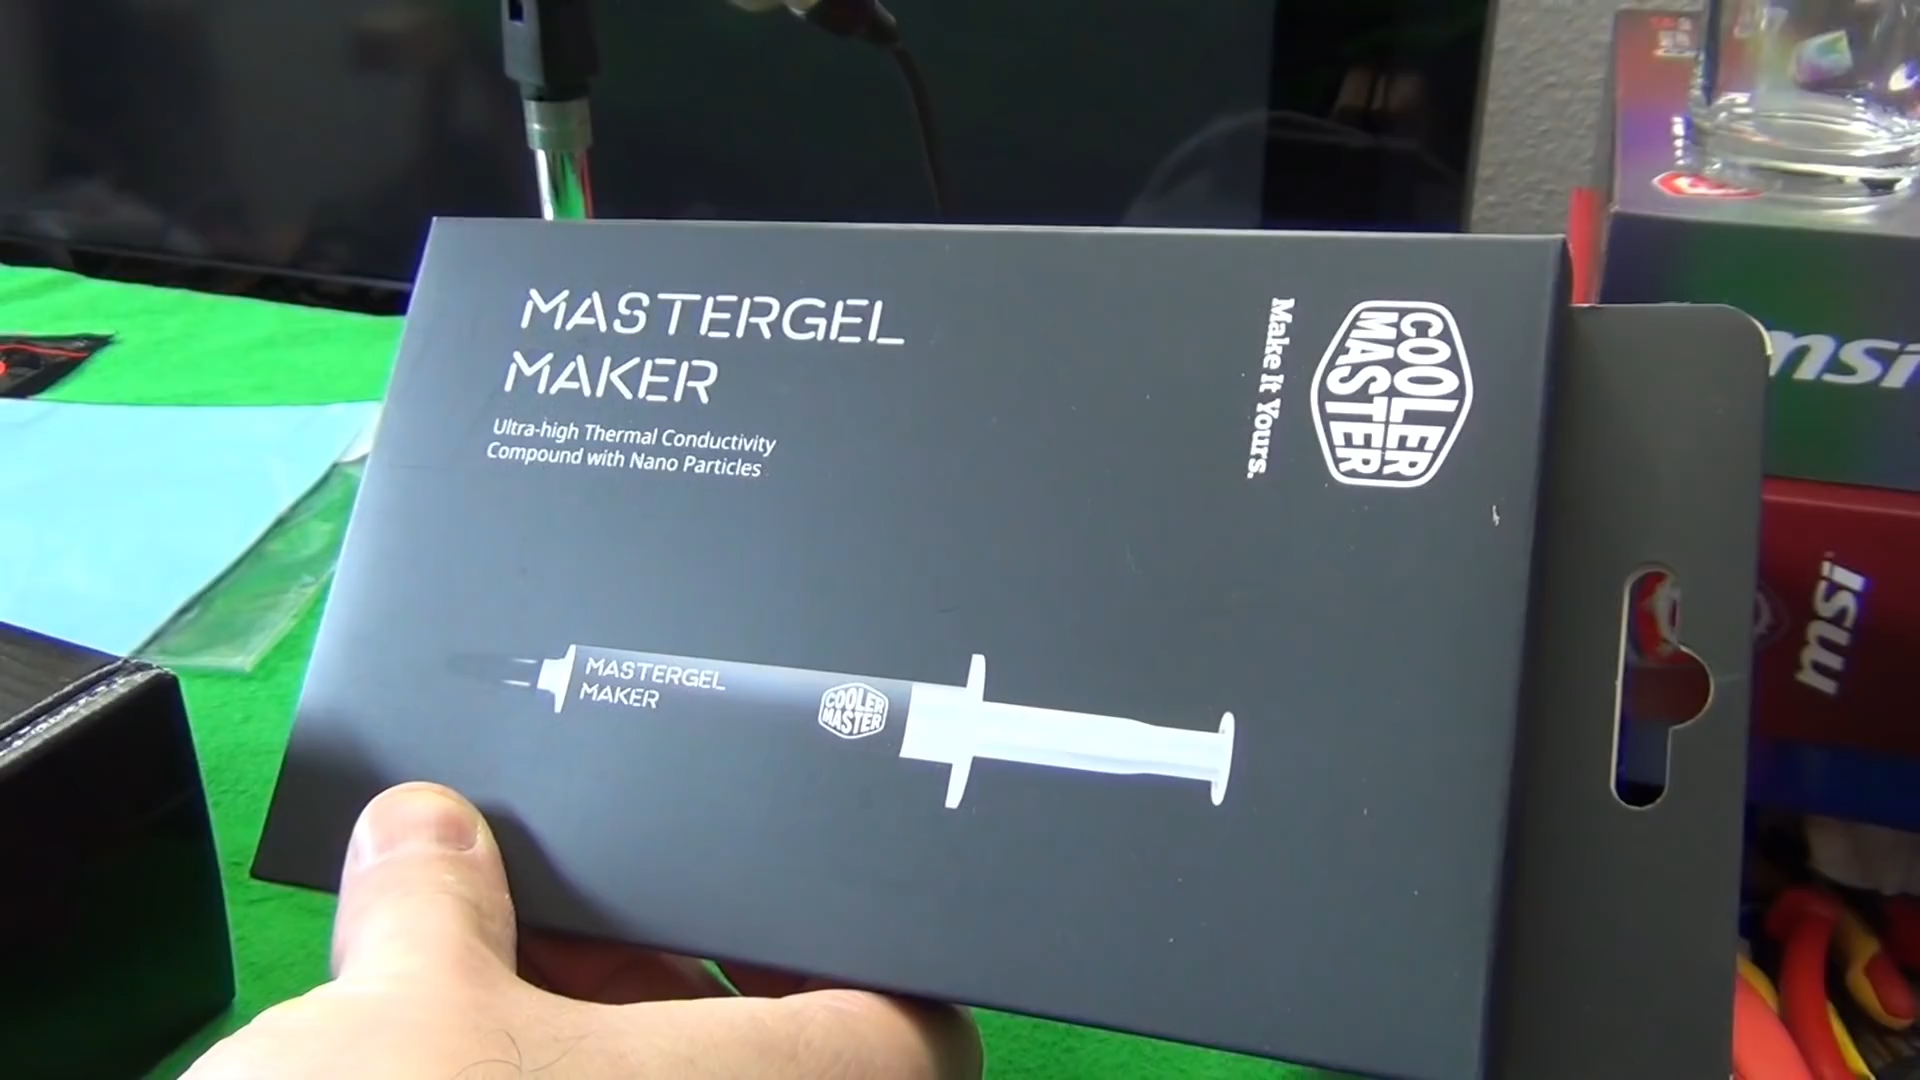 MASTERGEL
MAKER
Ultra-high Thermal Conductivity
Compound with Nano Particles
COOLER
MASTER
Make It Yours.
MASTERGEL
MAKER
COOLER
MASTER
msi
msi